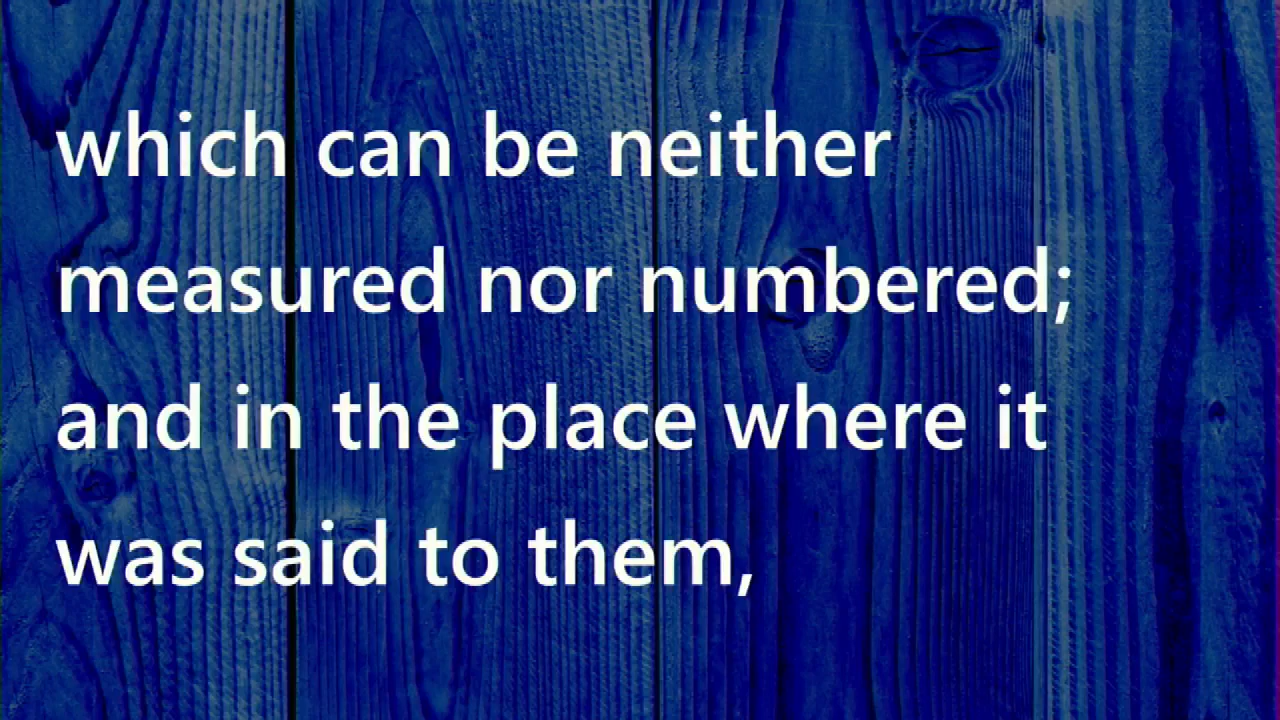 which can be neither
measured nor numbered;
and in the place where it
was said to them,